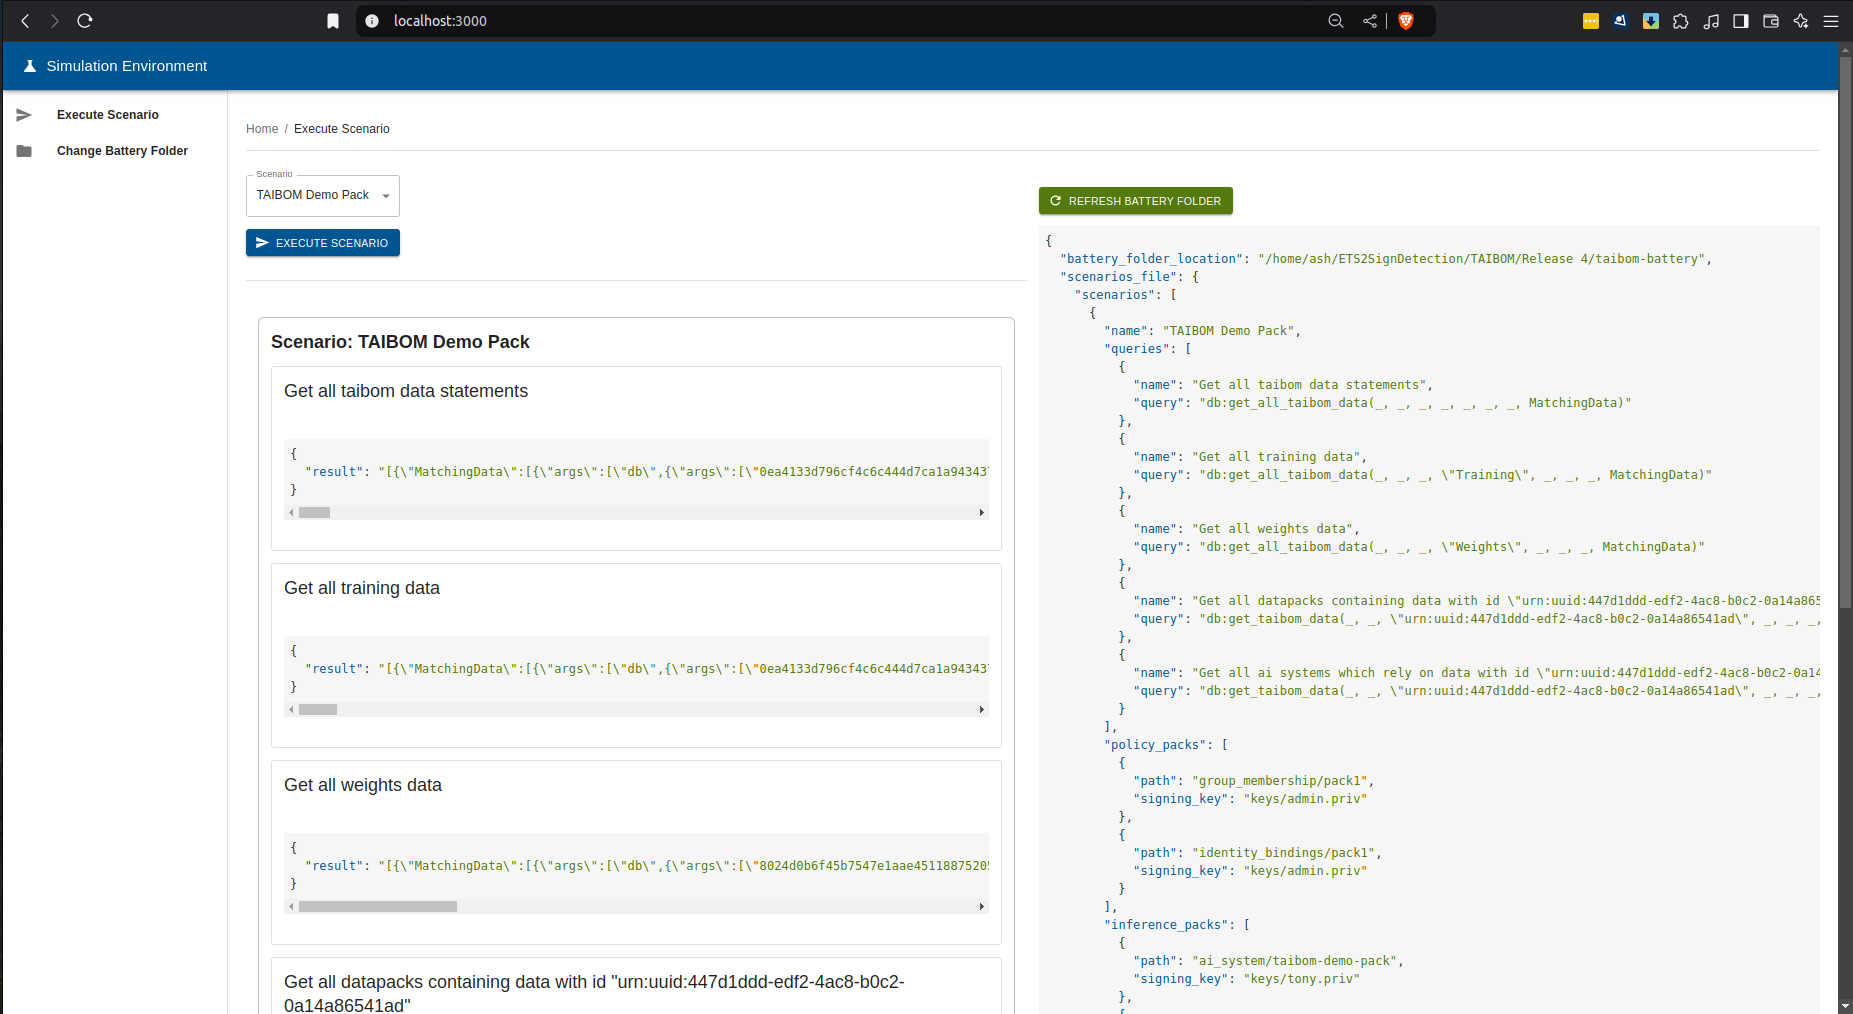 localhost:3000
Simulation Environment
Execute Scenario
Change Battery Folder
Home / Execute Scenario
Scenario
TAIBOM Demo Pack
EXECUTE SCENARIO
Scenario: TAIBOM Demo Pack
Get all taibom data statements
{
"result": "[{\"MatchingData\":[{\"args\":[\"db\",{\"args\":[\"0ea4133d796cf4c6c444d7ca1a94343
}
Get all training data
{
"result": "[{\"MatchingData\":[{\"args\":[\"db\",{\"args\":[\"0ea4133d796cf4c6c444d7ca1a94343
}
Get all weights data
{
"result": "[{\"MatchingData\":[{\"args\":[\"db\",{\"args\":[\"8024d0b6f45b7547e1aae4511887520
}
Get all datapacks containing data with id "urn:uuid:447d1ddd-edf2-4ac8-b0c2-
0a14a86541ad"
REFRESH BATTERY FOLDER
{
"battery_folder_location": "/home/ash/ETS2SignDetection/TAIBOM/Release 4/taibom-battery",
"scenarios_file": {
"scenarios": [
{
"name": "TAIBOM Demo Pack",
"queries": [
{
"name": "Get all taibom data statements",
"query": "db:get_all_taibom_data(_, _, _, _, _, _, _, MatchingData)"
},
{
"name": "Get all training data",
"query": "db:get_all_taibom_data(_, _, _, \"Training\", _, _, _, MatchingData)"
},
{
"name": "Get all weights data",
"query": "db:get_all_taibom_data(_, _, _, \"Weights\", _, _, _, MatchingData)"
},
{
"name": "Get all datapacks containing data with id \"urn:uuid:447d1ddd-edf2-4ac8-b0c2-0a14a865
"query": "db:get_taibom_data(_, _, \"urn:uuid:447d1ddd-edf2-4ac8-b0c2-0a14a86541ad\", _, _, _,
},
{
"name": "Get all ai systems which rely on data with id \"urn:uuid:447d1ddd-edf2-4ac8-b0c2-0a14
"query": "db:get_taibom_data(_, _, \"urn:uuid:447d1ddd-edf2-4ac8-b0c2-0a14a86541ad\", _, _, _,
}
],
"policy_packs": [
{
"path": "group_membership/pack1",
"signing_key": "keys/admin.priv"
},
{
"path": "identity_bindings/pack1",
"signing_key": "keys/admin.priv"
}
],
"inference_packs": [
{
"path": "ai_system/taibom-demo-pack",
"signing_key": "keys/tony.priv"
},
{